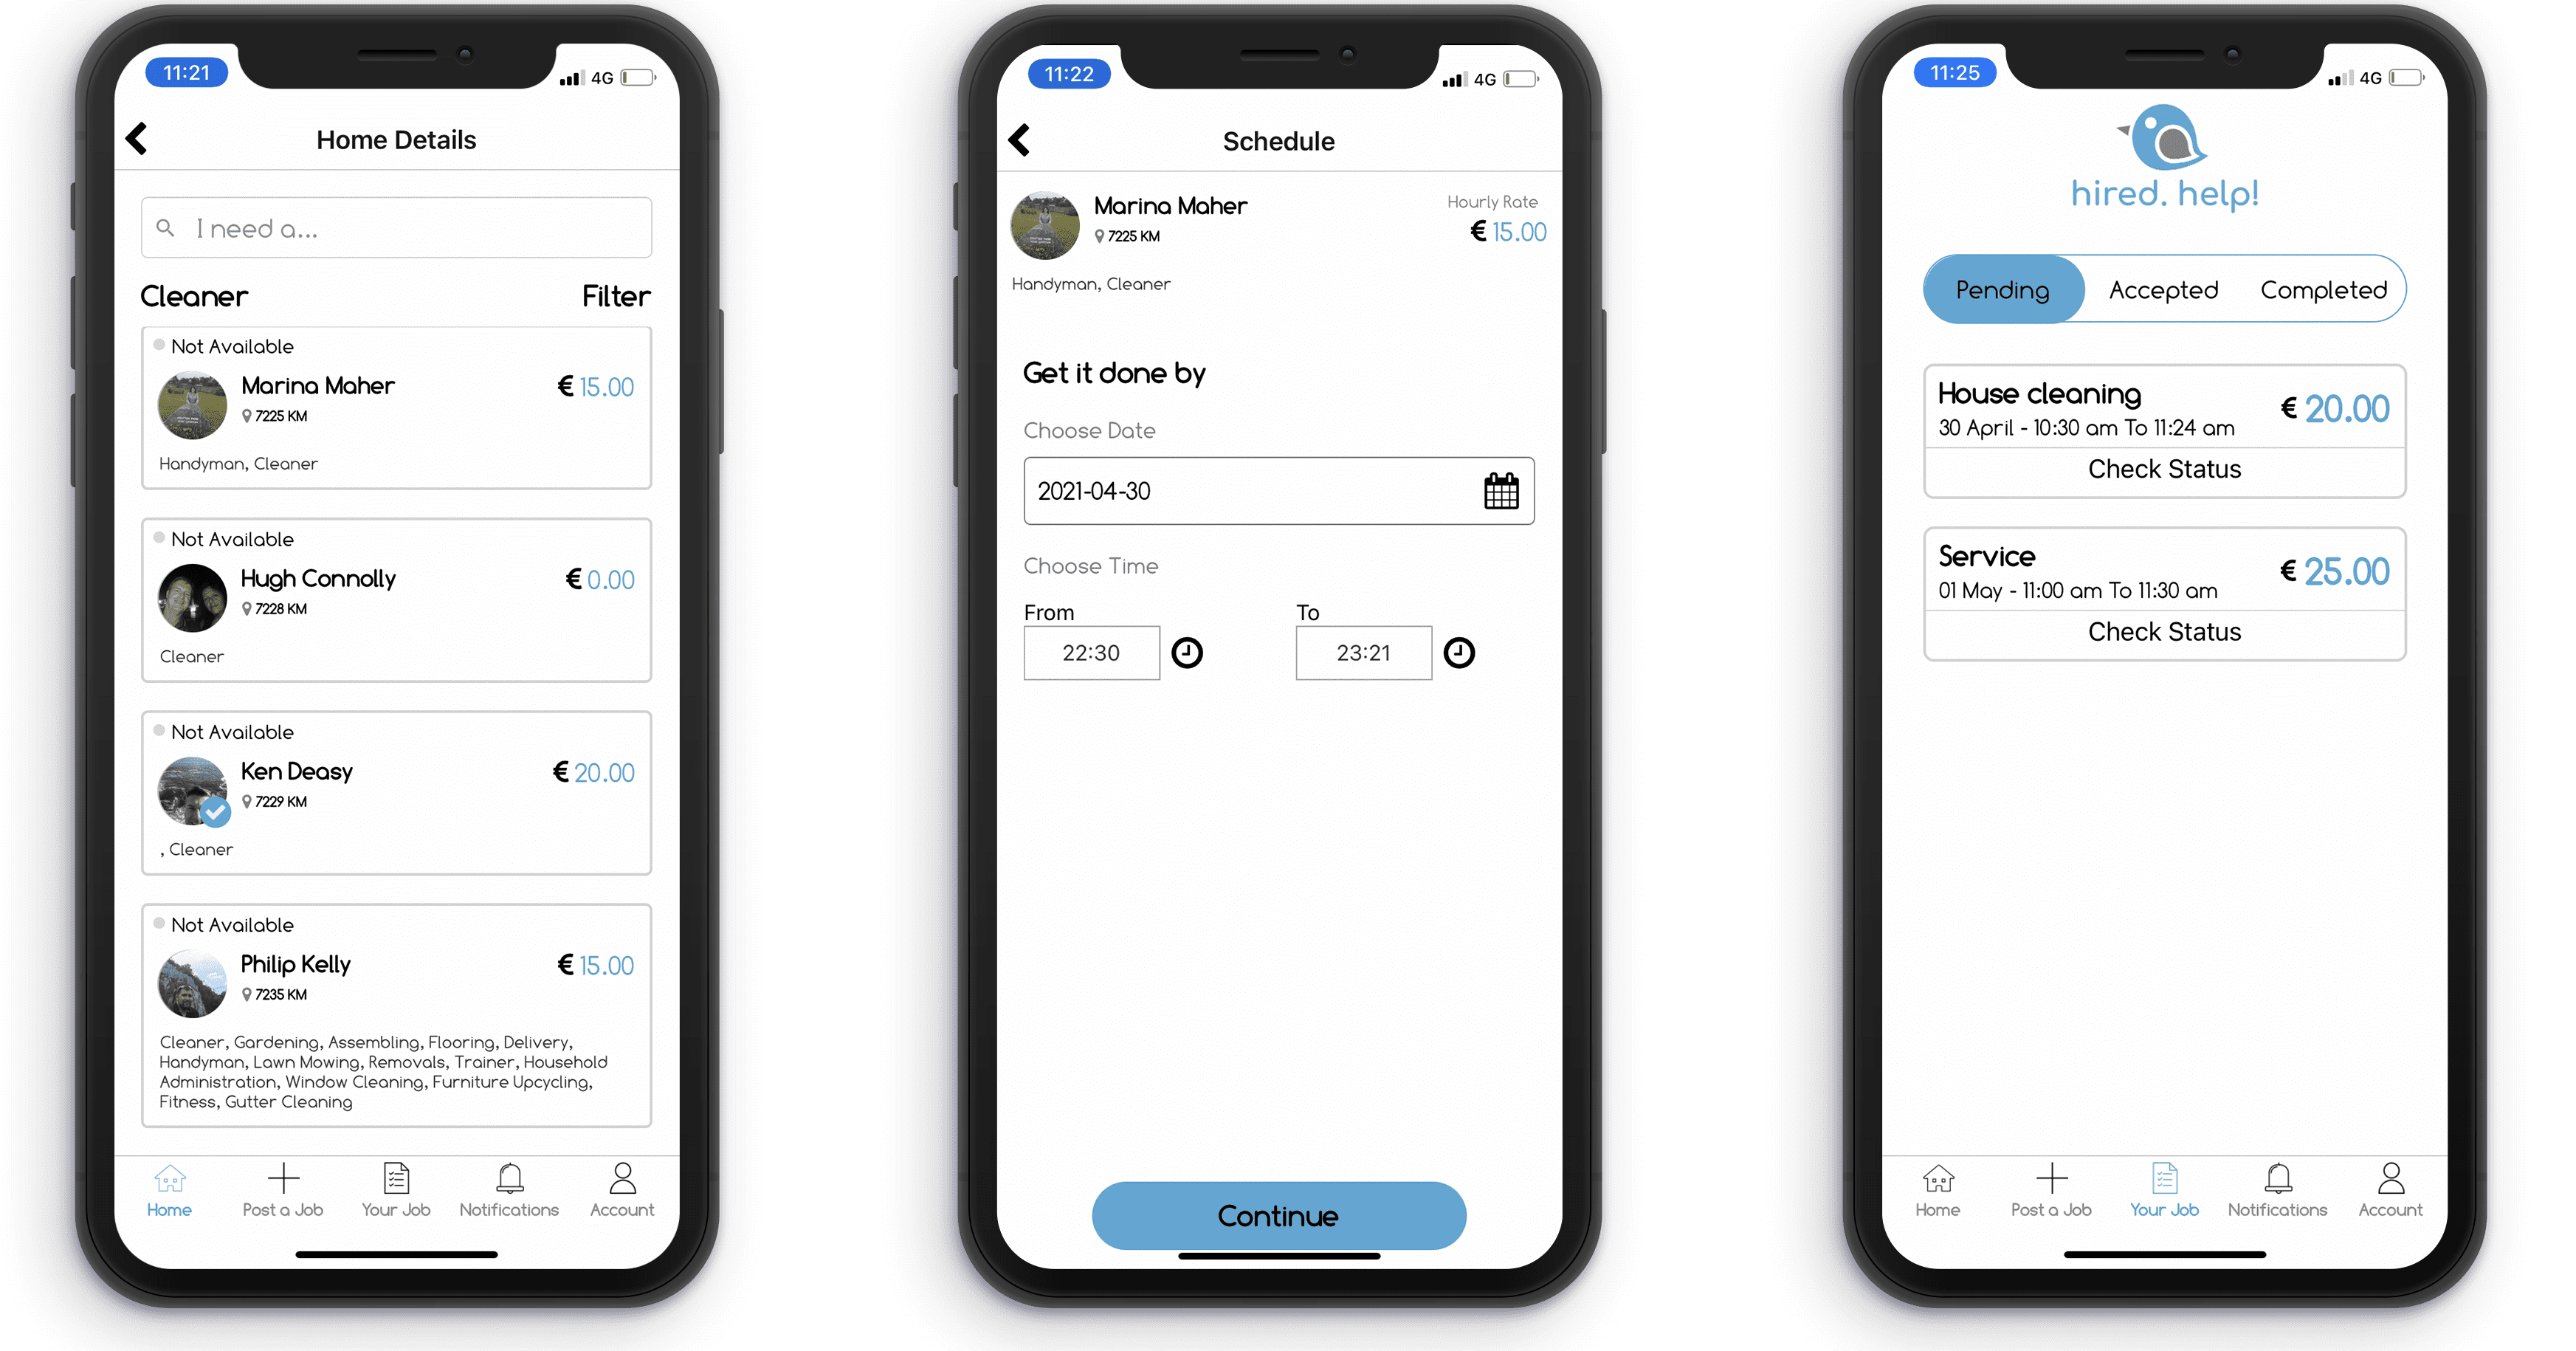 11:21
4G
Home Details
I need a...
Cleaner
Filter
Not Available
Marina Maher
€ 15.00
7225 KM
Handyman, Cleaner
Not Available
Hugh Connolly
€ 0.00
7228 KM
Cleaner
Not Available
Ken Deasy
€ 20.00
7229 KM
, Cleaner
Not Available
Philip Kelly
€ 15.00
7235 KM
Cleaner, Gardening, Assembling, Flooring, Delivery,
Handyman, Lawn Mowing, Removals, Trainer, Household
Administration, Window Cleaning, Furniture Upcycling,
Fitness, Gutter Cleaning
Home
Post a Job
Your Job
Notifications
Account
11:22
4G
Schedule
Marina Maher
Hourly Rate
7225 KM
€ 15.00
Handyman, Cleaner
Get it done by
Choose Date
2021-04-30
Choose Time
From
To
22:30
23:21
Continue
11:25
4G
hired. help!
Pending
Accepted
Completed
House cleaning
€ 20.00
30 April - 10:30 am To 11:24 am
Check Status
Service
€ 25.00
01 May - 11:00 am To 11:30 am
Check Status
Home
Post a Job
Your Job
Notifications
Account